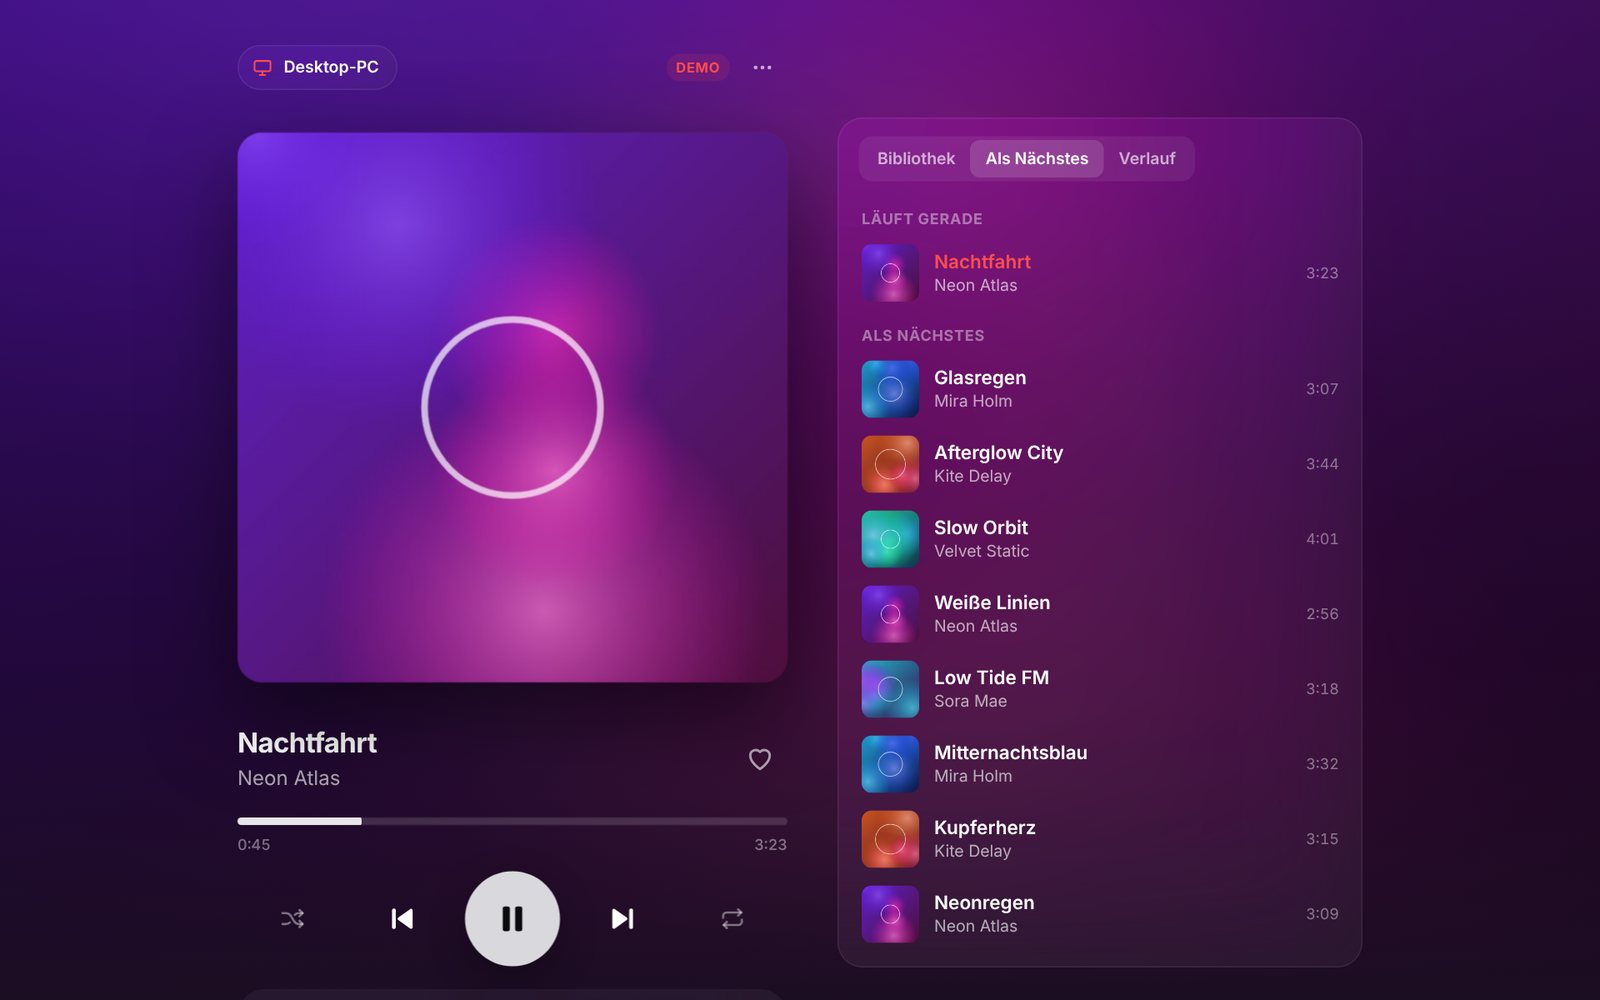 Desktop-PC
DEMO
Nachtfahrt
Neon Atlas
0:45
3:23
Bibliothek
Als Nächstes
Verlauf
LÄUFT GERADE
Nachtfahrt
Neon Atlas
3:23
ALS NÄCHSTES
Glasregen
Mira Holm
3:07
Afterglow City
Kite Delay
3:44
Slow Orbit
Velvet Static
4:01
Weiße Linien
Neon Atlas
2:56
Low Tide FM
Sora Mae
3:18
Mitternachtsblau
Mira Holm
3:32
Kupferherz
Kite Delay
3:15
Neonregen
Neon Atlas
3:09